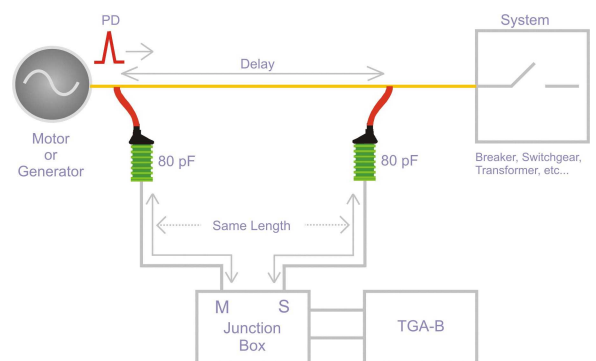 PD
System
Delay
Motor
or
Generator
80 pF
80 pF
Breaker, Switchgear,
Transformer, etc...
Same Length
M
S
Junction
Box
TGA-B